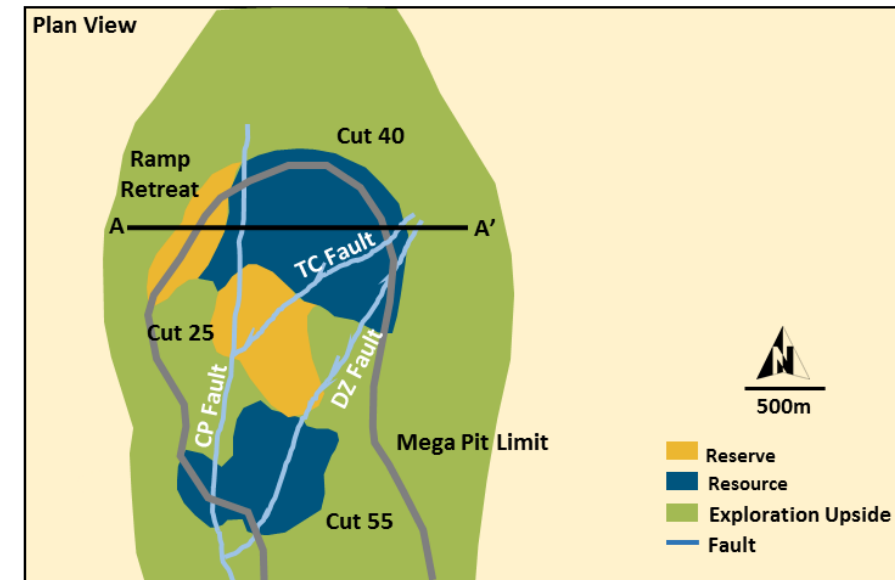 Plan View
Cut 40
Ramp
Retreat
A
A'
TC Fault
Cut 25
DZ Fault
CP Fault
N
500m
Mega Pit Limit
Reserve
Resource
Cut 55
Exploration Upside
Fault